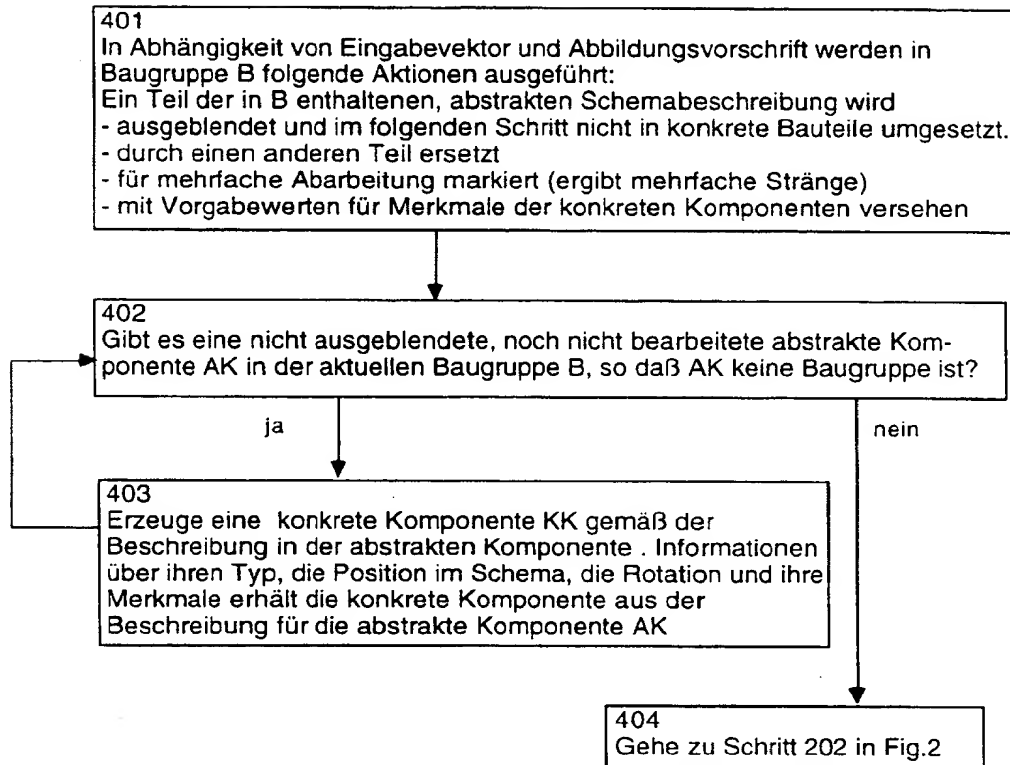 401
In Abhängigkeit von Eingabevektor und Abbildungsvorschrift werden in
Baugruppe B folgende Aktionen ausgeführt:
Ein Teil der in B enthaltenen, abstrakten Schemabeschreibung wird
- ausgeblendet und im folgenden Schritt nicht in konkrete Bauteile umgesetzt.
- durch einen anderen Teil ersetzt
- für mehrfache Abarbeitung markiert (ergibt mehrfache Stränge)
- mit Vorgabewerten für Merkmale der konkreten Komponenten versehen
402
Gibt es eine nicht ausgeblendete, noch nicht bearbeitete abstrakte Kom-
ponente AK in der aktuellen Baugruppe B, so daß AK keine Baugruppe ist?
ja
nein
403
Erzeuge eine konkrete Komponente KK gemäß der
Beschreibung in der abstrakten Komponente . Informationen
über ihren Typ, die Position im Schema, die Rotation und ihre
Merkmale erhält die konkrete Komponente aus der
Beschreibung für die abstrakte Komponente AK
404
Gehe zu Schritt 202 in Fig.2